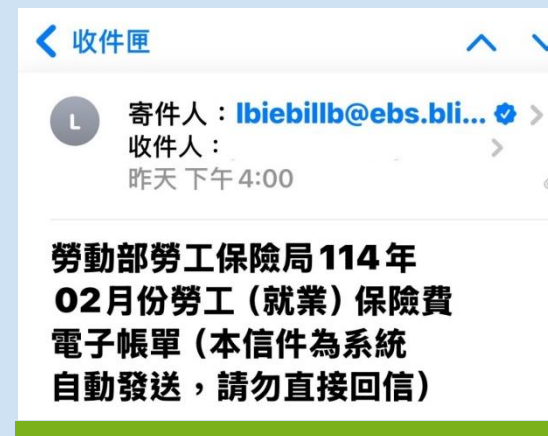 收件匣
L
寄件人：lbiebillb@ebs.bli...
收件人：
昨天 下午4:00
勞動部勞工保險局114年
02月份勞工（就業）保險費
電子帳單（本信件為系統
自動發送，請勿直接回信）